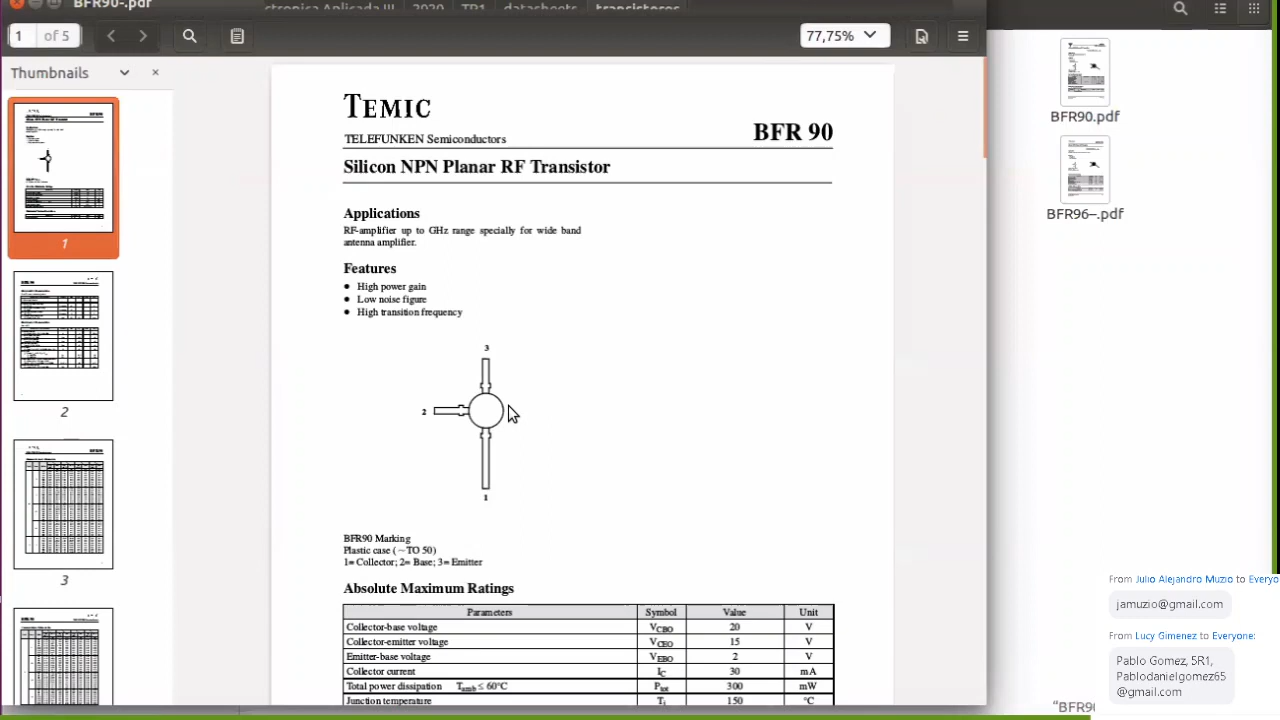 BFR90-.pdf
ctronica Aplicada III 2020 TP1 datasheets transistores
1 of 5
77,75%
Thumbnails
1
2
3
TEMIC
TELEFUNKEN Semiconductors
BFR 90
Silicon NPN Planar RF Transistor
Applications
RF-amplifier up to GHz range specially for wide band
antenna amplifier.
Features
● High power gain
● Low noise figure
● High transition frequency
3
2
1
BFR90 Marking
Plastic case (~TO 50)
1= Collector; 2= Base; 3= Emitter
Absolute Maximum Ratings
Parameters Symbol Value Unit
Collector-base voltage VCBO 20 V
Collector-emitter voltage VCEO 15 V
Emitter-base voltage VEBO 2 V
Collector current IC 30 mA
Total power dissipation Tamb ≤ 60°C Ptot 300 mW
Junction temperature Tj 150 °C
BFR90.pdf
BFR96–.pdf
From Julio Alejandro Muzio to Everyo
jamuzio@gmail.com
From Lucy Gimenez to Everyone:
Pablo Gomez, 5R1,
Pablodanielgomez65
@gmail.com
"BFR90